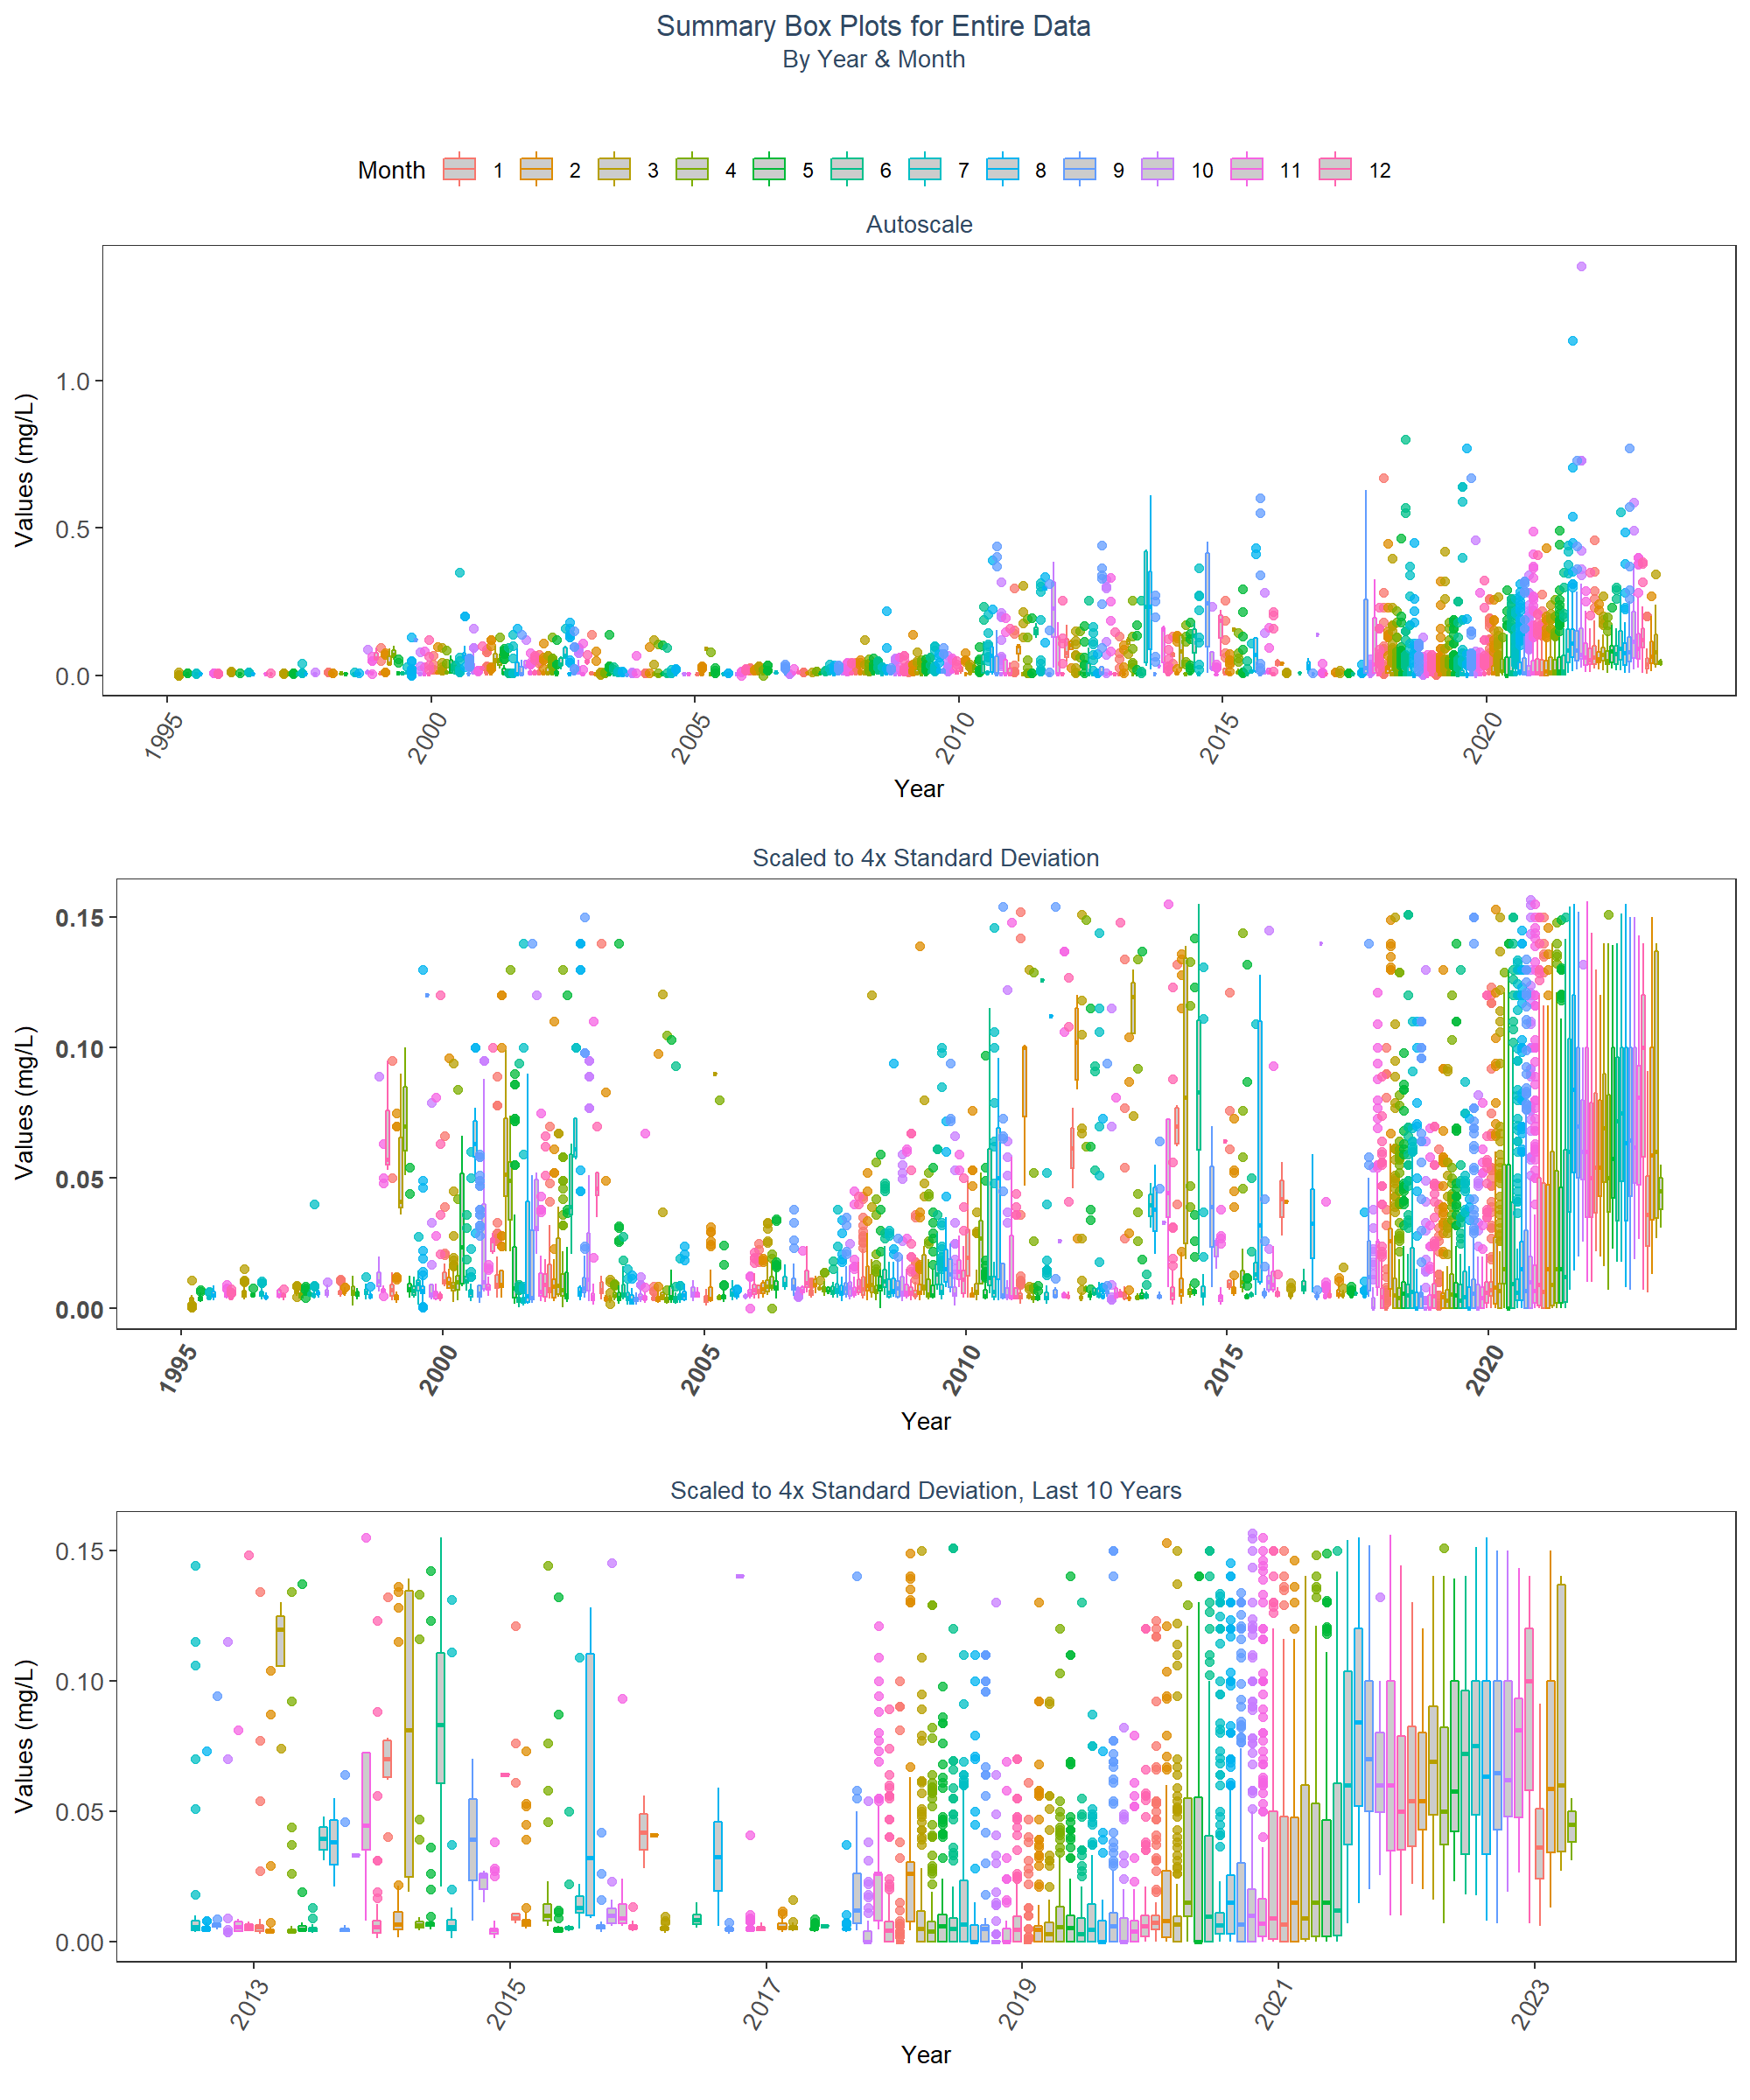 Summary Box Plots for Entire Data
By Year & Month
Month 1 2 3 4 5 6 7 8 9 10 11 12
Autoscale
Values (mg/L)
1.0
0.5
0.0
1995 2000 2005 2010 2015 2020
Year
Scaled to 4x Standard Deviation
Values (mg/L)
0.15
0.10
0.05
0.00
1995 2000 2005 2010 2015 2020
Year
Scaled to 4x Standard Deviation, Last 10 Years
Values (mg/L)
0.15
0.10
0.05
0.00
2013 2015 2017 2019 2021 2023
Year